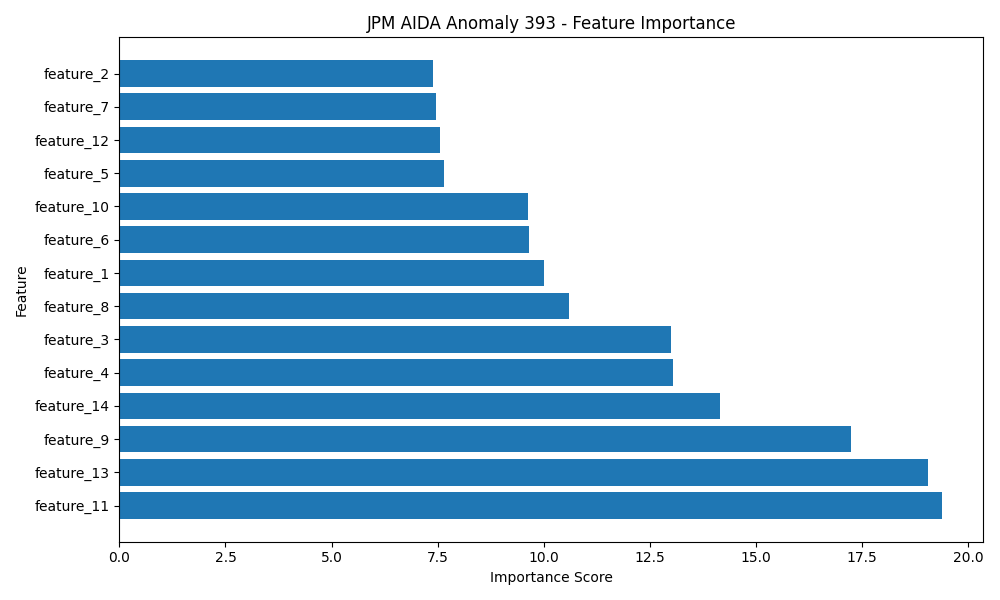 JPM AIDA Anomaly 393 - Feature Importance
feature_2
feature_7
feature_12
feature_5
feature_10
feature_6
feature_1
feature_8
feature_3
feature_4
feature_14
feature_9
feature_13
feature_11
Feature
0.0 2.5 5.0 7.5 10.0 12.5 15.0 17.5 20.0
Importance Score